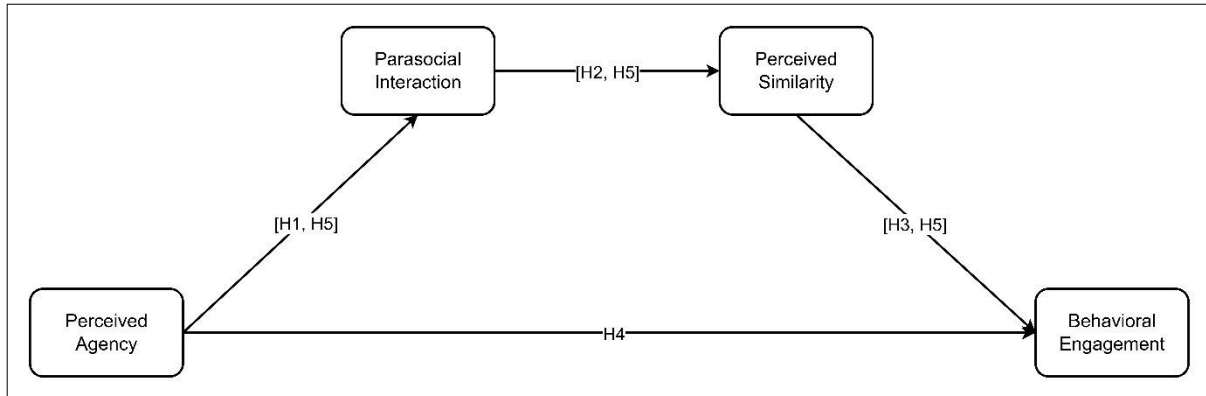 Parasocial
Interaction
[H2, H5]
Perceived
Similarity
[H1, H5]
[H3, H5]
Perceived
Agency
H4
Behavioral
Engagement